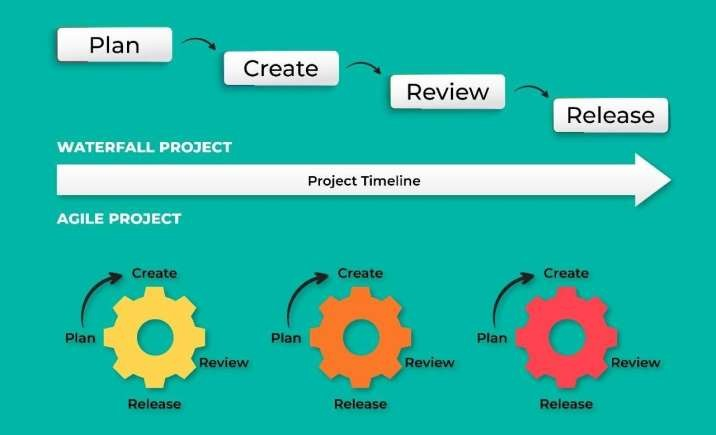 Plan
Create
Review
Release
WATERFALL PROJECT
Project Timeline
AGILE PROJECT
Create
Plan
Review
Release
Create
Plan
Review
Release
Create
Plan
Review
Release